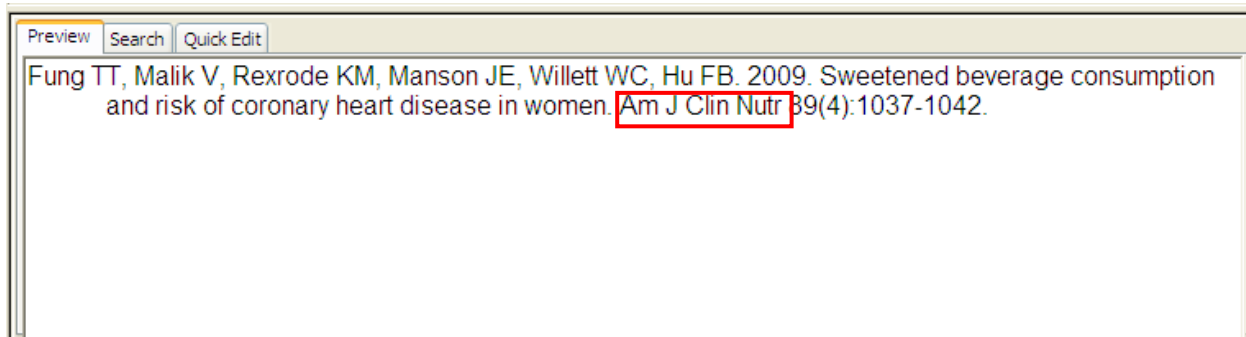 Preview Search Quick Edit
Fung TT, Malik V, Rexrode KM, Manson JE, Willett WC, Hu FB. 2009. Sweetened beverage consumption
and risk of coronary heart disease in women. Am J Clin Nutr 89(4):1037-1042.